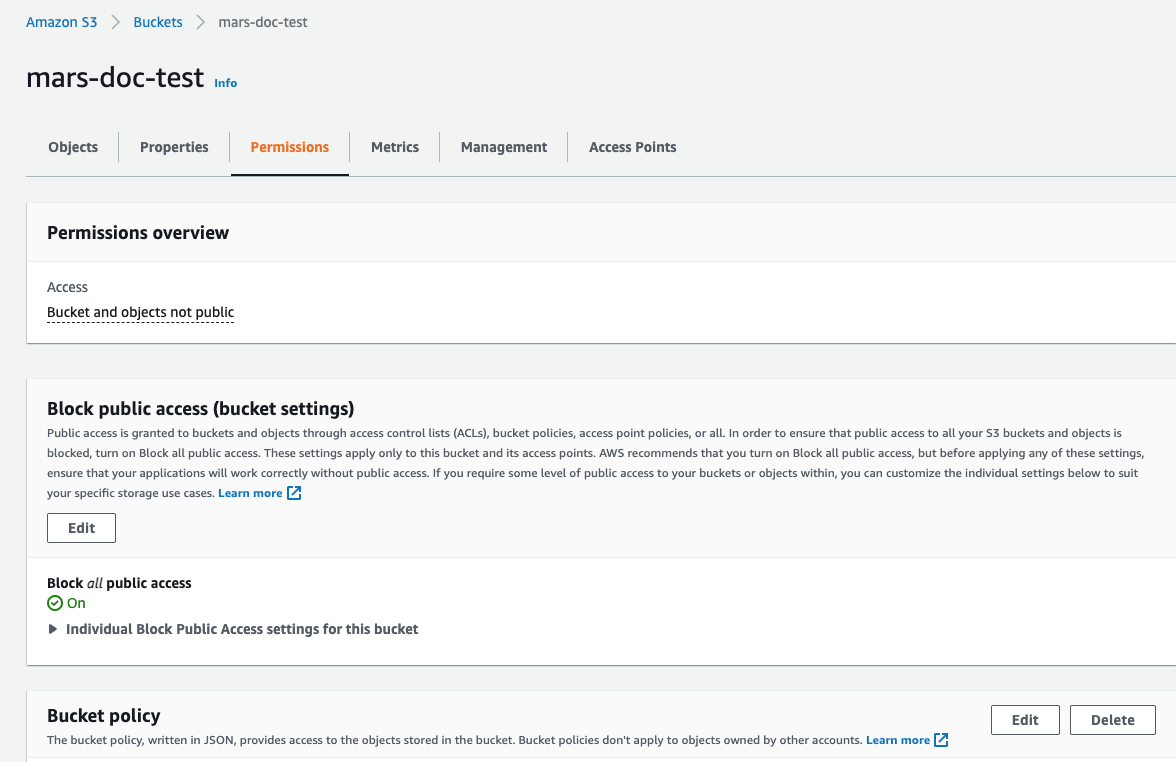 Amazon S3 Buckets mars-doc-test
mars-doc-test Info
Objects Properties Permissions Metrics Management Access Points
Permissions overview
Access
Bucket and objects not public
Block public access (bucket settings)
Public access is granted to buckets and objects through access control lists (ACLs), bucket policies, access point policies, or all. In order to ensure that public access to all your S3 buckets and objects is
blocked, turn on Block all public access. These settings apply only to this bucket and its access points. AWS recommends that you turn on Block all public access, but before applying any of these settings,
ensure that your applications will work correctly without public access. If you require some level of public access to your buckets or objects within, you can customize the individual settings below to suit
your specific storage use cases. Learn more
Edit
Block all public access
On
Individual Block Public Access settings for this bucket
Bucket policy
Edit Delete
The bucket policy, written in JSON, provides access to the objects stored in the bucket. Bucket policies don't apply to objects owned by other accounts. Learn more